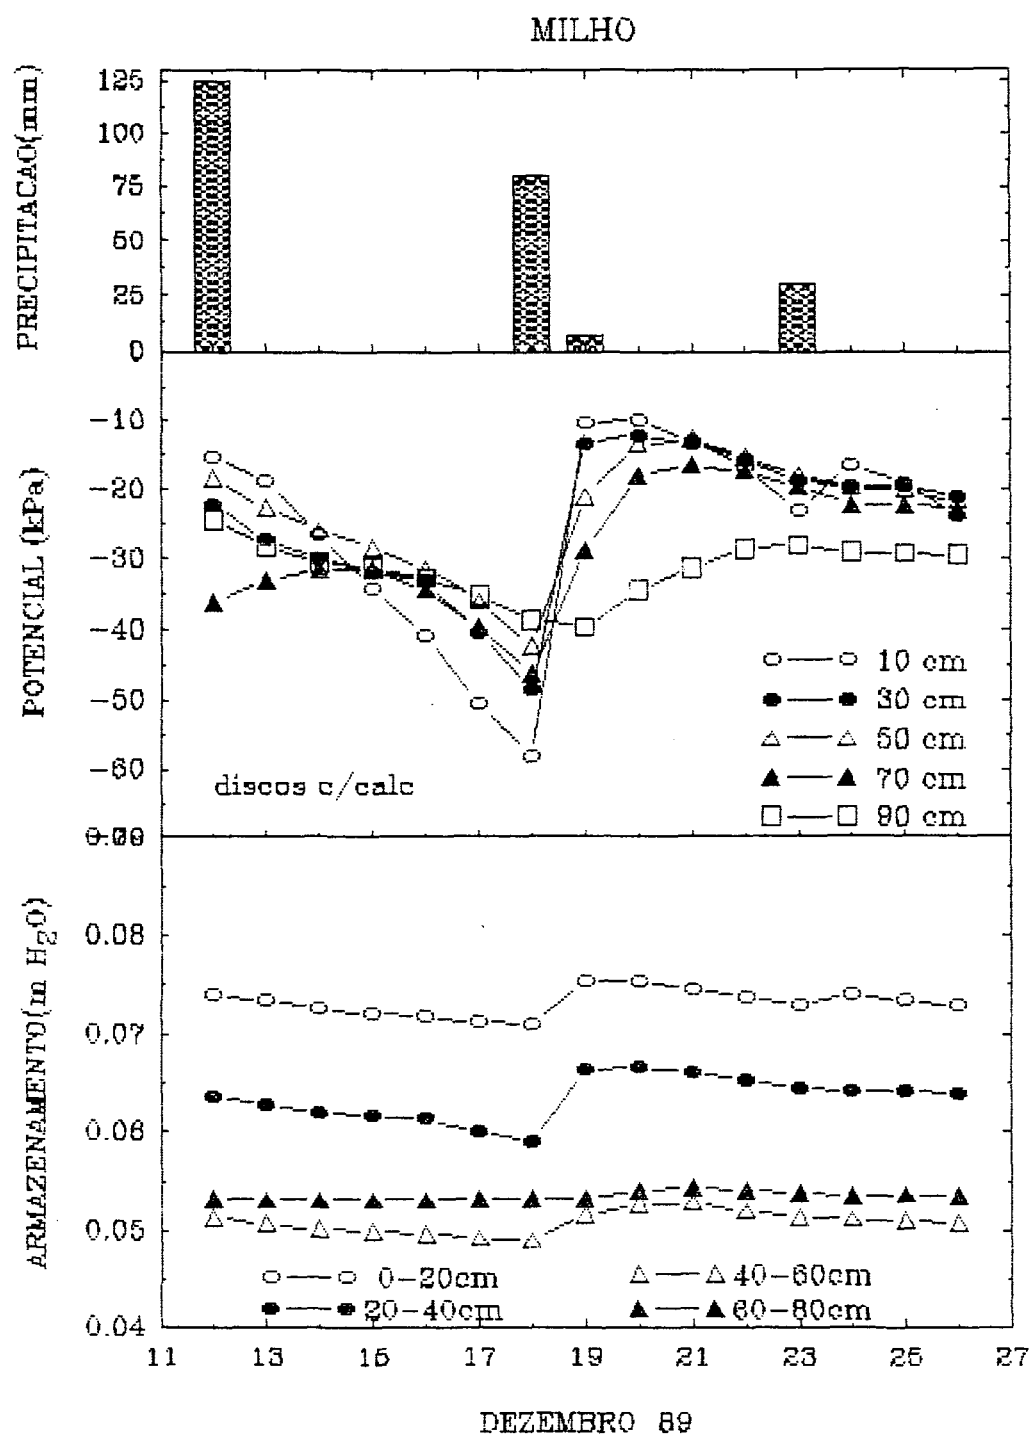 MILHO
PRECIPITACAO(mm)
125
100
75
50
25
0
POTENCIAL (kPa)
-10
-20
-30
-40
-50
-60
10 cm
30 cm
50 cm
70 cm
90 cm
discos c/calc
ARMAZENAMENTO(m H2O)
0.08
0.07
0.06
0.05
0.04
0-20cm
40-60cm
20-40cm
60-80cm
11 13 15 17 19 21 23 25 27
DEZEMBRO 89